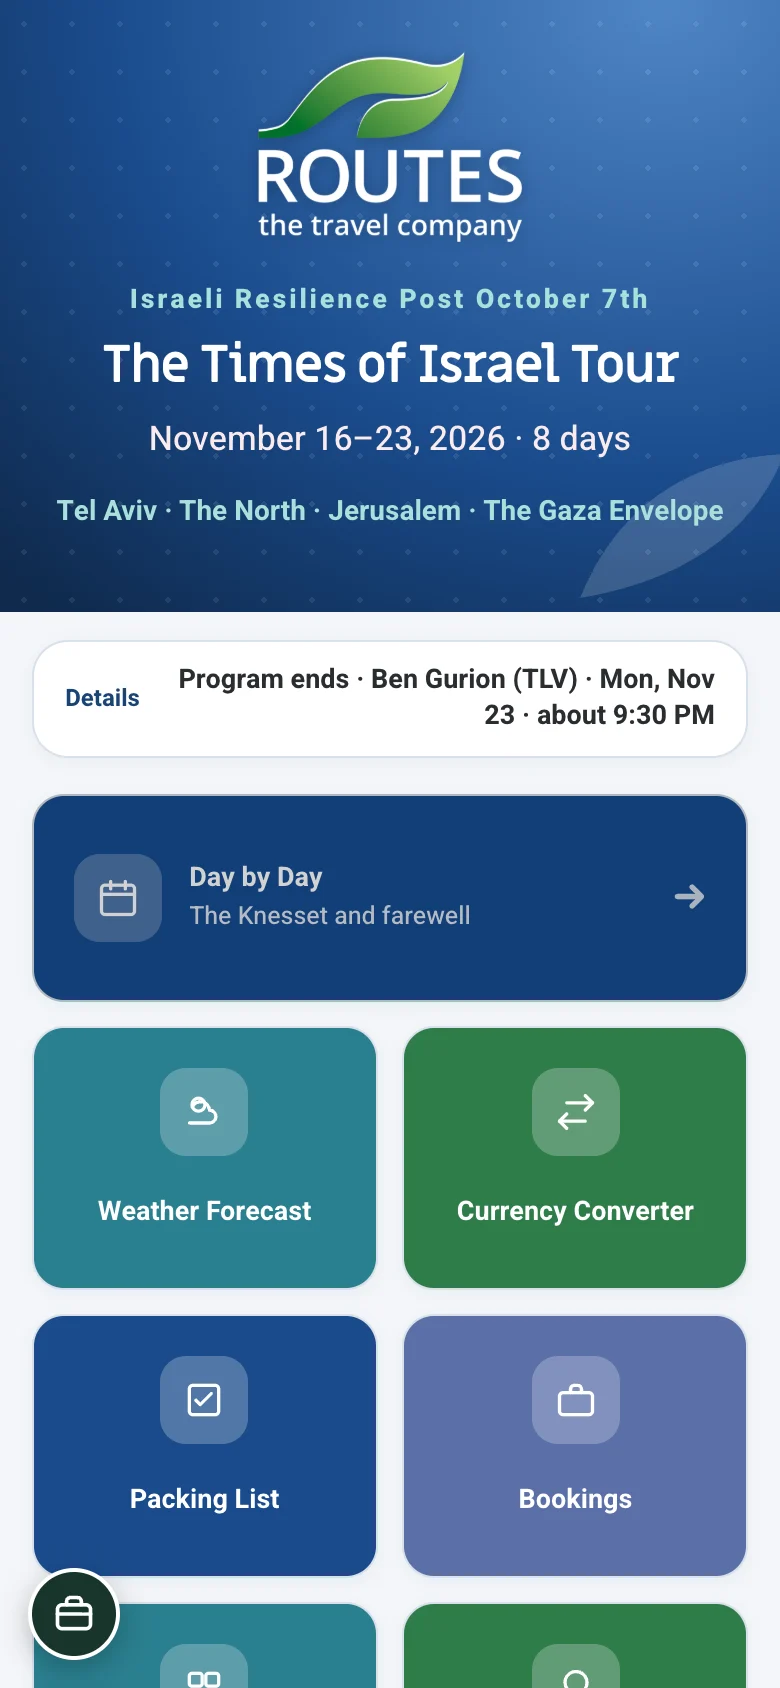 ROUTES
the travel company
Israeli Resilience Post October 7th
The Times of Israel Tour
November 16–23, 2026 · 8 days
Tel Aviv · The North · Jerusalem · The Gaza Envelope
Details
Program ends · Ben Gurion (TLV) · Mon, Nov
23 · about 9:30 PM
Day by Day
The Knesset and farewell
Weather Forecast
Currency Converter
Packing List
Bookings